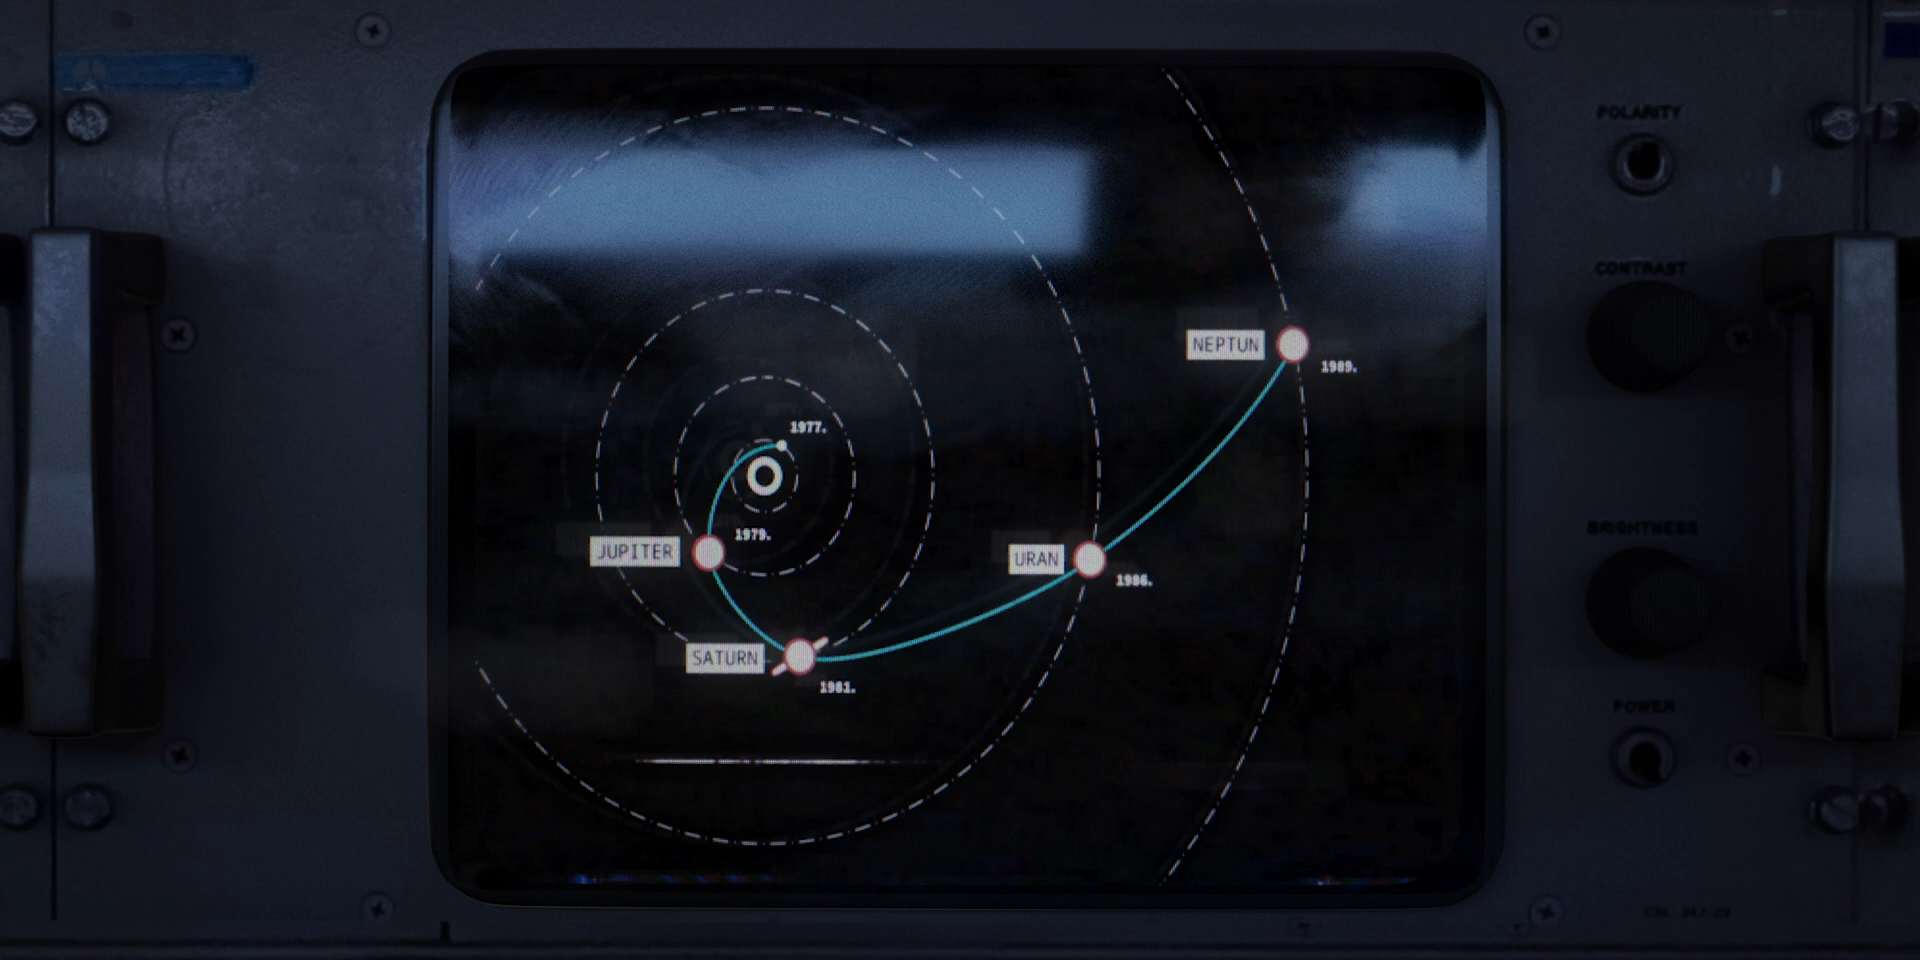 POLARITY
CONTRAST
NEPTUN
1989.
1977.
1979.
JUPITER
URAN
1986.
BRIGHTNESS
SATURN
1981.
POWER